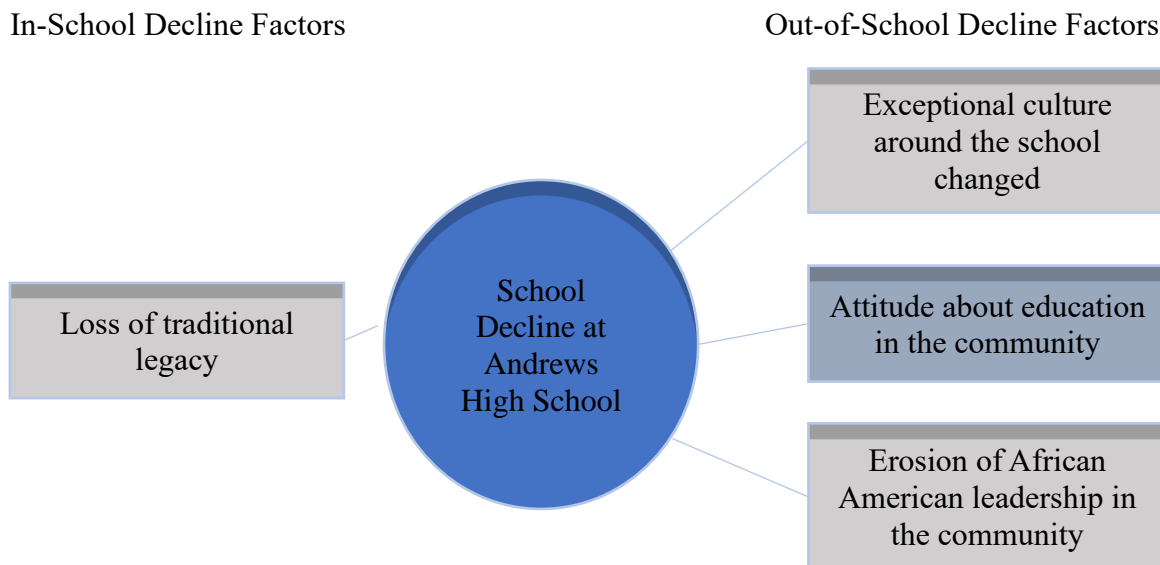 In-School Decline Factors
Out-of-School Decline Factors
Loss of traditional
legacy
School
Decline at
Andrews
High School
Exceptional culture
around the school
changed
Attitude about education
in the community
Erosion of African
American leadership in
the community